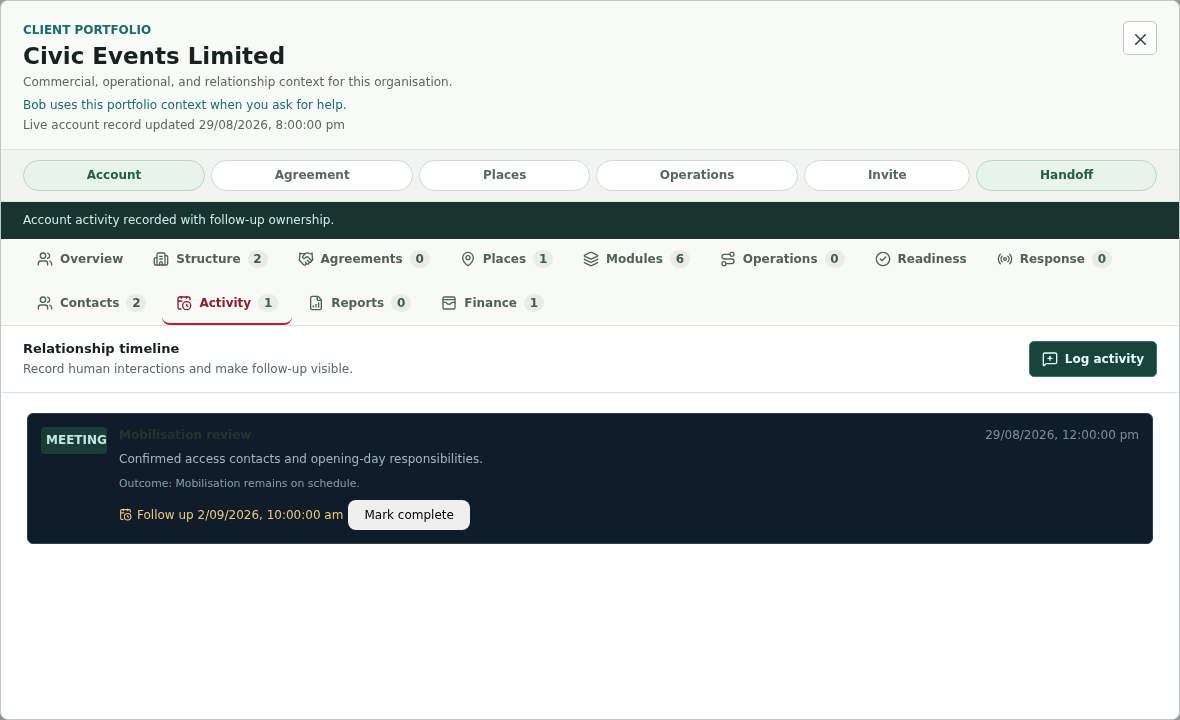 CLIENT PORTFOLIO
Civic Events Limited
Commercial, operational, and relationship context for this organisation.
Bob uses this portfolio context when you ask for help.
Live account record updated 29/08/2026, 8:00:00 pm
Account Agreement Places Operations Invite Handoff
Account activity recorded with follow-up ownership.
Overview Structure 2 Agreements 0 Places 1 Modules 6 Operations 0 Readiness Response 0
Contacts 2 Activity 1 Reports 0 Finance 1
Relationship timeline
Record human interactions and make follow-up visible.
Log activity
MEETING Mobilisation review 29/08/2026, 12:00:00 pm
Confirmed access contacts and opening-day responsibilities.
Outcome: Mobilisation remains on schedule.
Follow up 2/09/2026, 10:00:00 am Mark complete